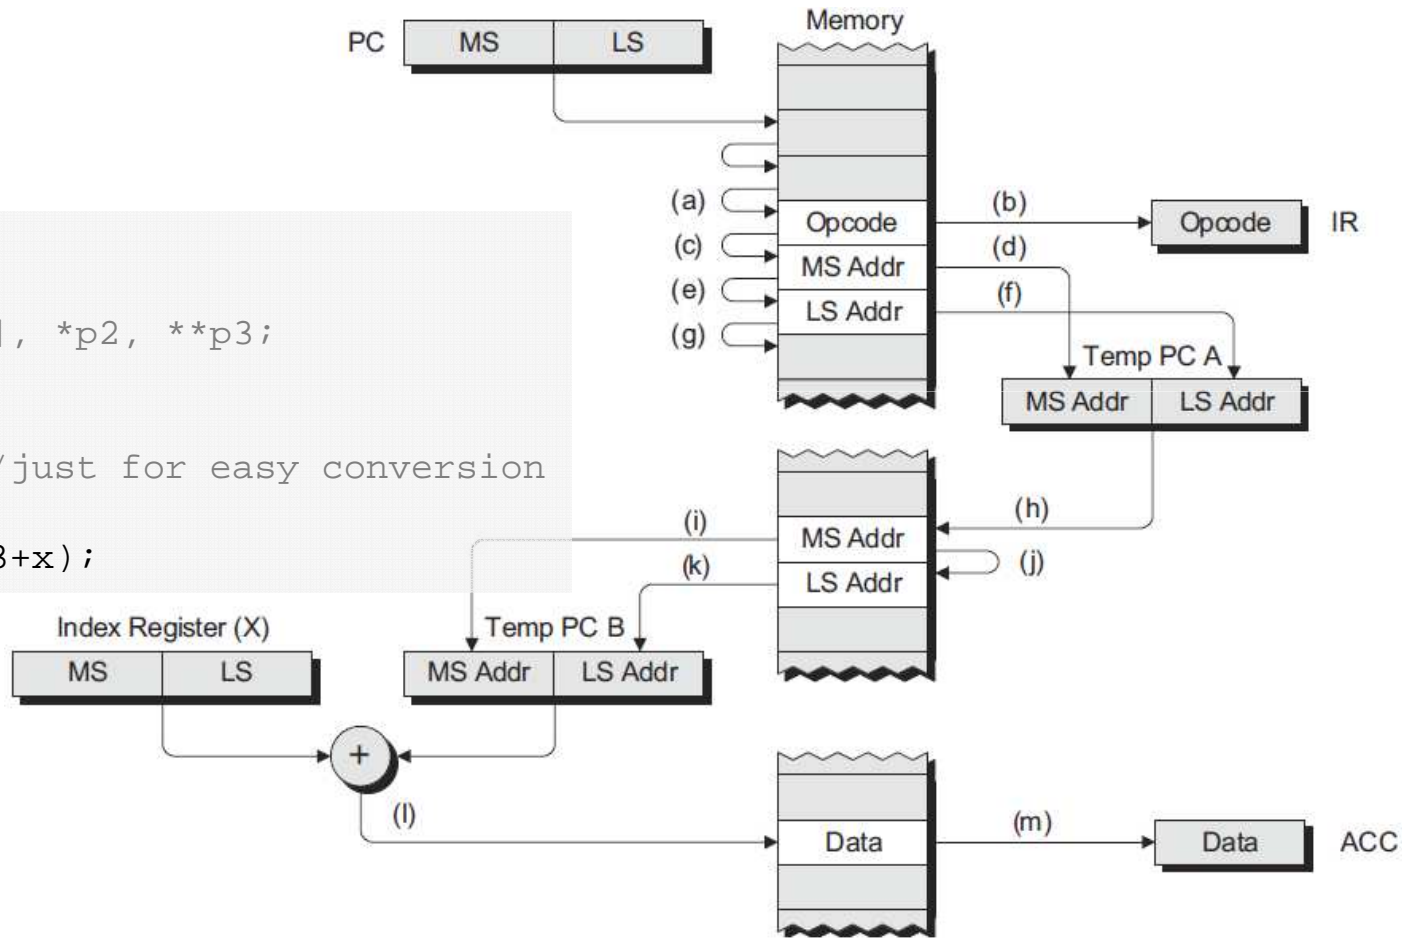 Memory
PC MS LS
(a) Opcode (b) Opcode IR
(c) MS Addr (d)
(e) LS Addr (f)
(g)
Temp PC A
MS Addr LS Addr
, *p2, **p3;
/just for easy conversion
+x);
(h)
(i) MS Addr (j)
(k) LS Addr
Index Register (X) Temp PC B
MS LS MS Addr LS Addr
+
(l) Data (m) Data ACC